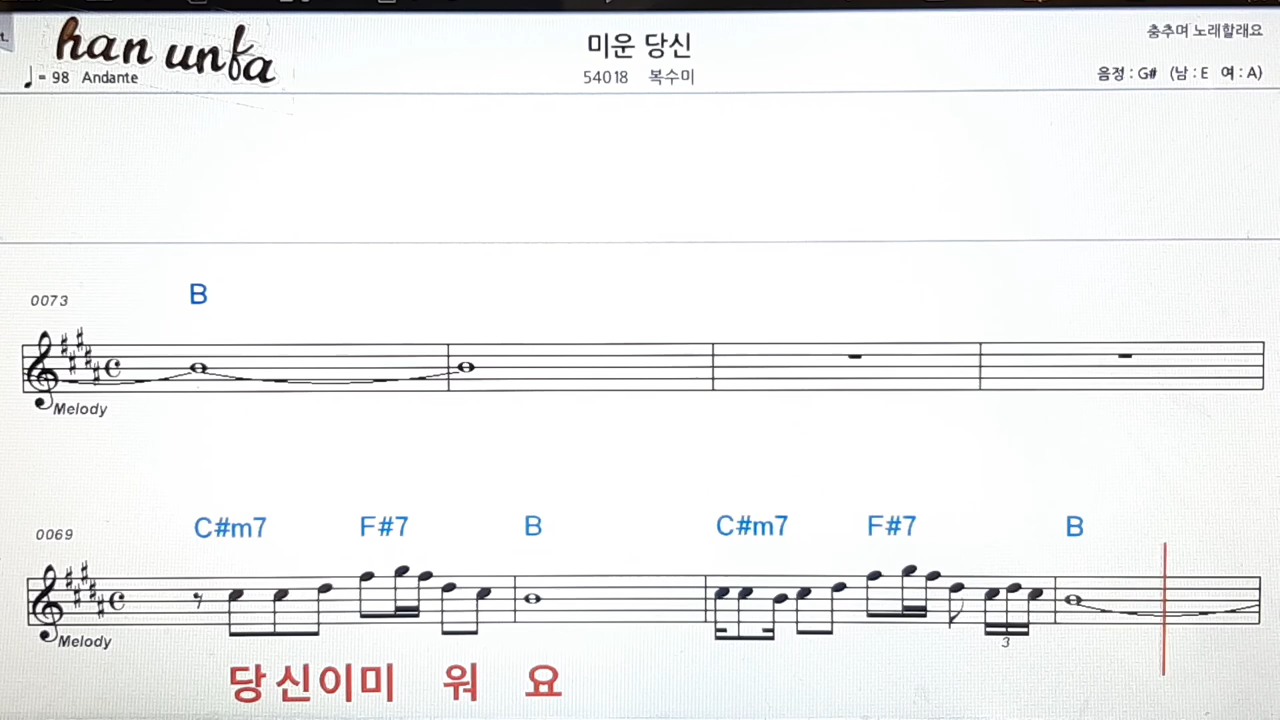 han unfa
미운 당신
춤추며 노래할래요
♩= 98 Andante
54018 복수미
음정 : G# (남 : E 여 : A)
0073
B
Melody
0069
C#m7 F#7 B C#m7 F#7 B
Melody
3
당신이미 워 요